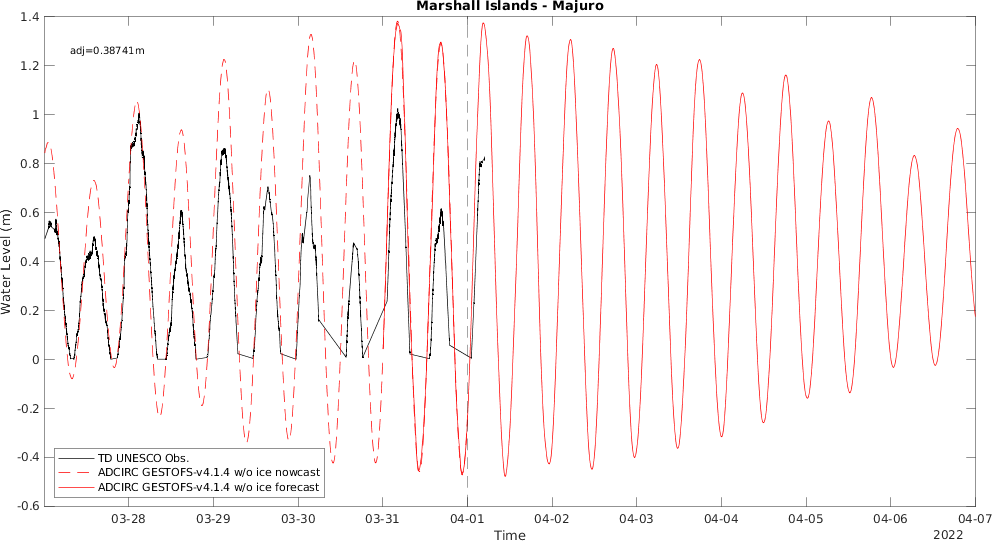 Marshall Islands - Majuro
adj=0.38741m
1.4
1.2
1
0.8
0.6
0.4
0.2
0
-0.2
-0.4
-0.6
Water Level (m)
TD UNESCO Obs.
ADCIRC GESTOFS-v4.1.4 w/o ice nowcast
ADCIRC GESTOFS-v4.1.4 w/o ice forecast
03-28 03-29 03-30 03-31 04-01 04-02 04-03 04-04 04-05 04-06 04-07
Time
2022